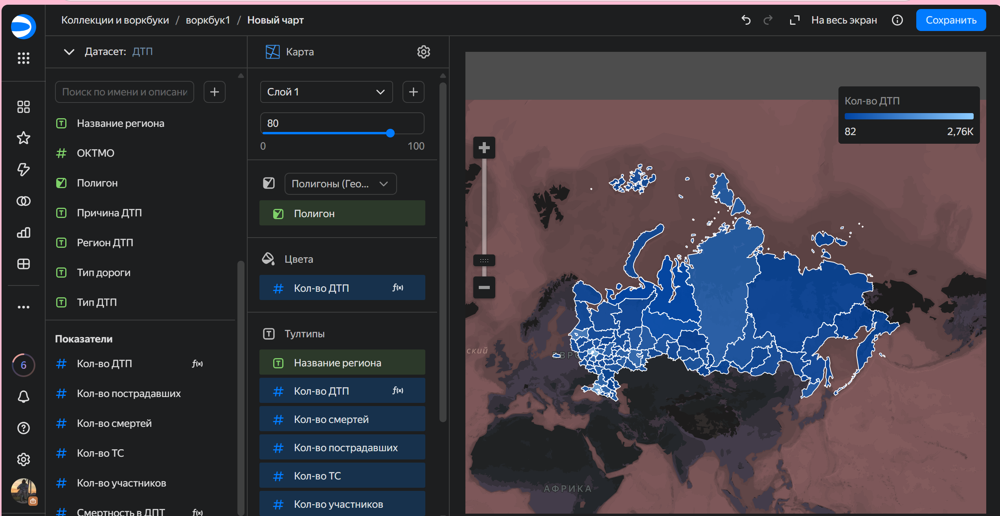 Коллекции и воркбуки / воркбук1 / Новый чарт
На весь экран
Сохранить
Датасет: ДТП
Поиск по имени и описани
Название региона
ОКТМО
Полигон
Причина ДТП
Регион ДТП
Тип дороги
Тип ДТП
Показатели
Кол-во ДТП f(x)
Кол-во пострадавших
Кол-во смертей
Кол-во ТС
Кол-во участников
Смертность в ДПТ f(x)
6
Карта
Слой 1
80
0 100
Полигоны (Гео...
Полигон
Цвета
Кол-во ДТП f(x)
Тултипы
Название региона
Кол-во ДТП f(x)
Кол-во смертей
Кол-во пострадавших
Кол-во ТС
Кол-во участников
Кол-во ДТП
82 2,76K
ский
ЕВРО
АФРИКА